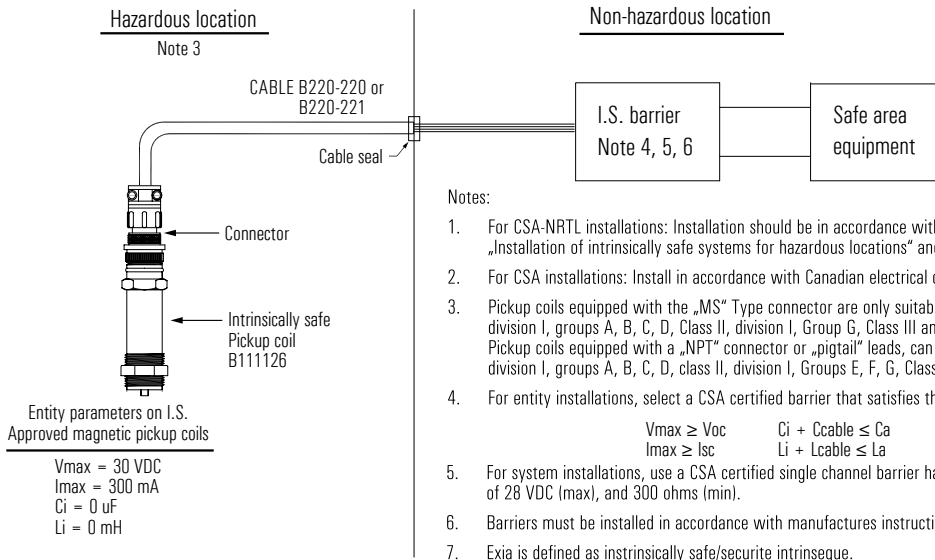 Hazardous location
Note 3
Non-hazardous location
CABLE B220-220 or
B220-221
Cable seal
I.S. barrier
Note 4, 5, 6
Safe area
equipment
Connector
Intrinsically safe
Pickup coil
B111126
Entity parameters on I.S.
Approved magnetic pickup coils
Vmax = 30 VDC
Imax = 300 mA
Ci = 0 uF
Li = 0 mH
Notes:
1. For CSA-NRTL installations: Installation should be in accordance with
„Installation of intrinsically safe systems for hazardous locations“ and
2. For CSA installations: Install in accordance with Canadian electrical
3. Pickup coils equipped with the „MS“ Type connector are only
division I, groups A, B, C, D, Class II, division I, Group G, Class III
Pickup coils equipped with a „NPT“ connector or „pigtail“ leads, can
division I, groups A, B, C, D, class II, division I, Groups E, F, G,
4. For entity installations, select a CSA certified barrier that satisfies
Vmax ≥ Voc Ci + Ccable ≤ Ca
Imax ≥ Isc Li + Lcable ≤ La
5. For system installations, use a CSA certified single channel barrier
of 28 VDC (max), and 300 ohms (min).
6. Barriers must be installed in accordance with manufactures
7. Exia is defined as instrinsically safe/securite intrinseque.